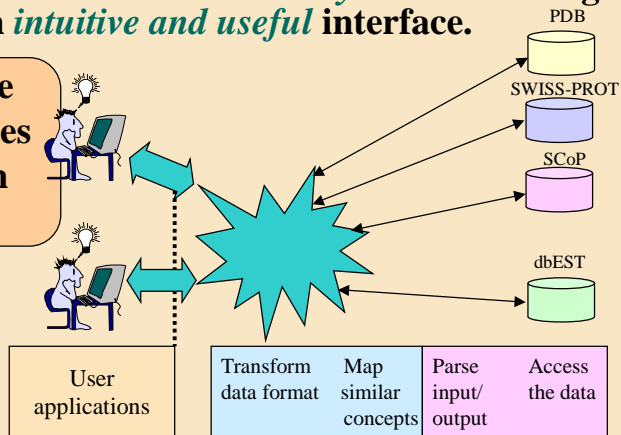 intuitive and useful interface.
PDB
SWISS-PROT
SCoP
dbEST
User
applications
Transform
data format
Map
similar
concepts
Parse
input/
output
Access
the data